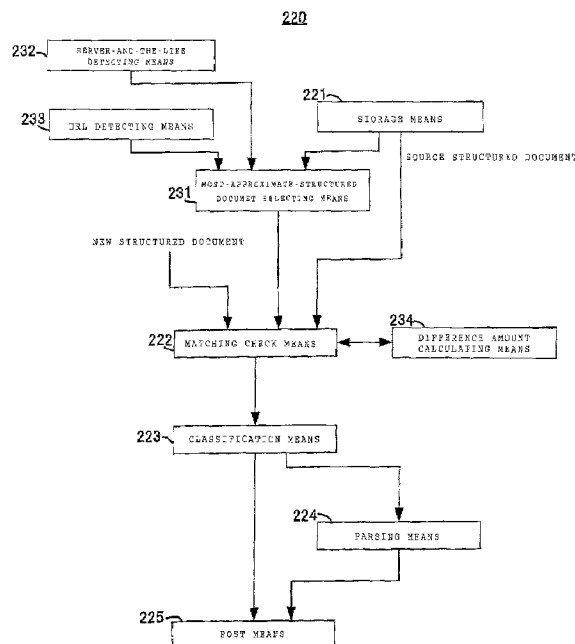 220
232
SERVER-AND-THE-LIKE
DETECTING MEANS
221
233
URL DETECTING MEANS
STORAGE MEANS
SOURCE STRUCTURED DOCUMENT
MOST-APPROXIMATE-STRUCTURED
231
DOCUMET SELECTING MEANS
NEW STRUCTURED DOCUMENT
234
222
MATCHING CHECK MEANS
DIFFERENCE AMOUNT
CALCULATING MEANS
223
CLASSIFICATION MEANS
224
PARSING MEANS
225
POST MEANS